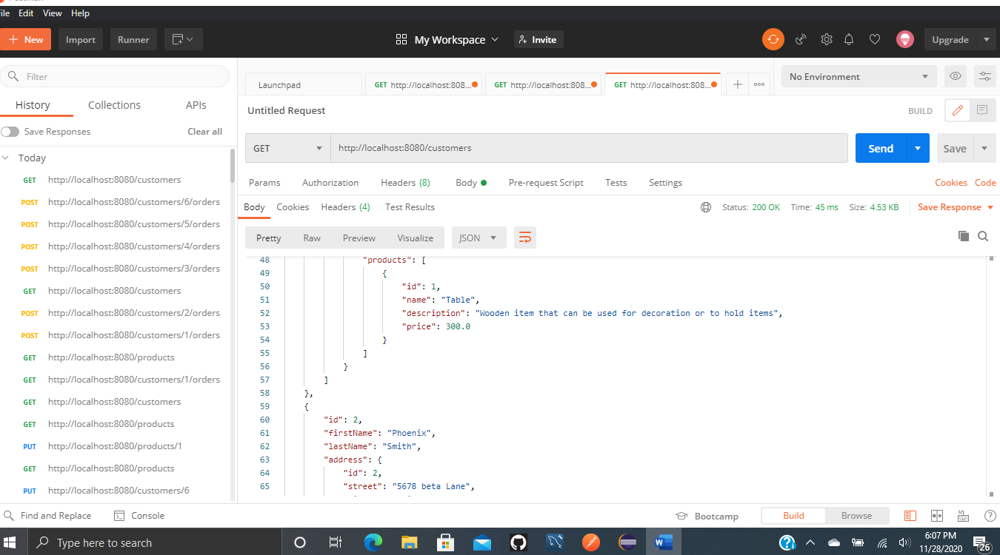 File Edit View Help
+ New Import Runner My Workspace Invite Upgrade
Filter
History Collections APIs
Save Responses Clear all
Today
GET http://localhost:8080/customers
POST http://localhost:8080/customers/6/orders
POST http://localhost:8080/customers/5/orders
POST http://localhost:8080/customers/4/orders
POST http://localhost:8080/customers/3/orders
GET http://localhost:8080/customers
POST http://localhost:8080/customers/2/orders
POST http://localhost:8080/customers/1/orders
GET http://localhost:8080/products
GET http://localhost:8080/customers/1/orders
GET http://localhost:8080/customers
GET http://localhost:8080/products
PUT http://localhost:8080/products/1
GET http://localhost:8080/products
PUT http://localhost:8080/customers/6
Launchpad GET http://localhost:808... GET http://localhost:808... GET http://localhost:808... + ooo No Environment
Untitled Request BUILD
GET http://localhost:8080/customers Send Save
Params Authorization Headers (8) Body Pre-request Script Tests Settings Cookies Code
Body Cookies Headers (4) Test Results Status: 200 OK Time: 45 ms Size: 4.53 KB Save Response
Pretty Raw Preview Visualize JSON
48 "products": [
49 {
50 "id": 1,
51 "name": "Table",
52 "description": "Wooden item that can be used for decoration or to hold items",
53 "price": 300.0
54 }
55 ]
56 }
57 ]
58 },
59 {
60 "id": 2,
61 "firstName": "Phoenix",
62 "lastName": "Smith",
63 "address": {
64 "id": 2,
65 "street": "5678 beta Lane",
Find and Replace Console Bootcamp Build Browse
Type here to search 6:07 PM
11/28/2020 26